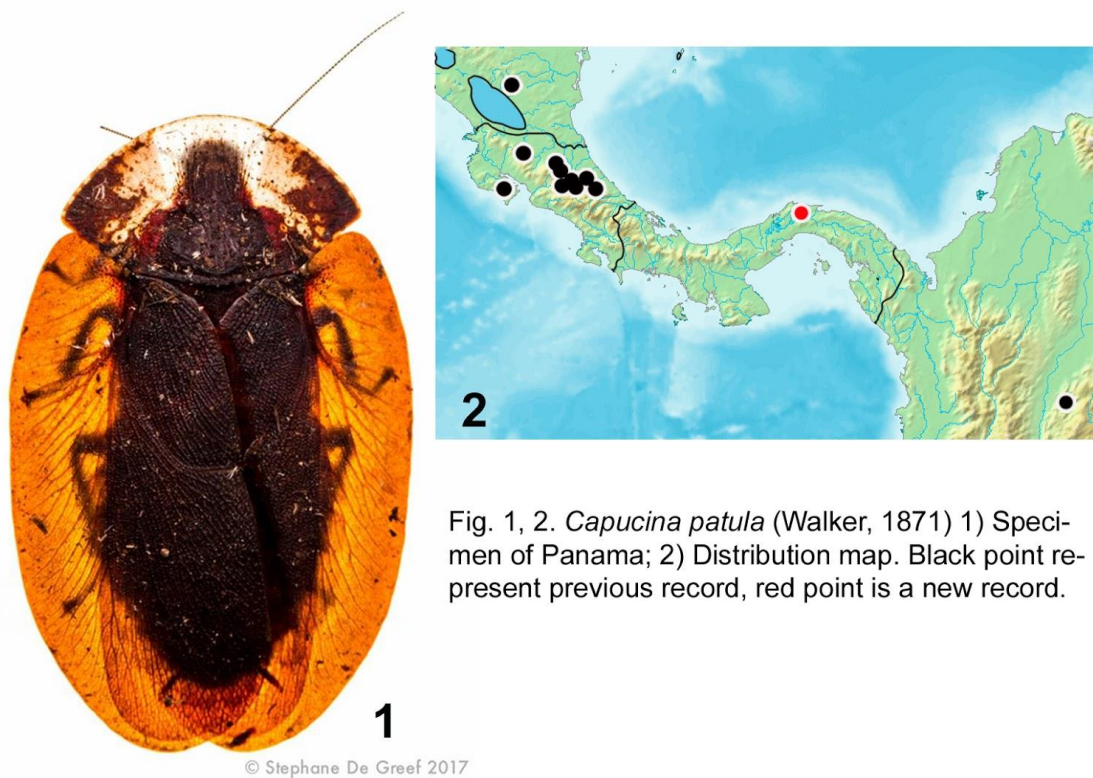 1
2
Fig. 1, 2. Capucina patula (Walker, 1871) 1) Speci-
men of Panama; 2) Distribution map. Black point re-
present previous record, red point is a new record.
© Stephane De Greef 2017